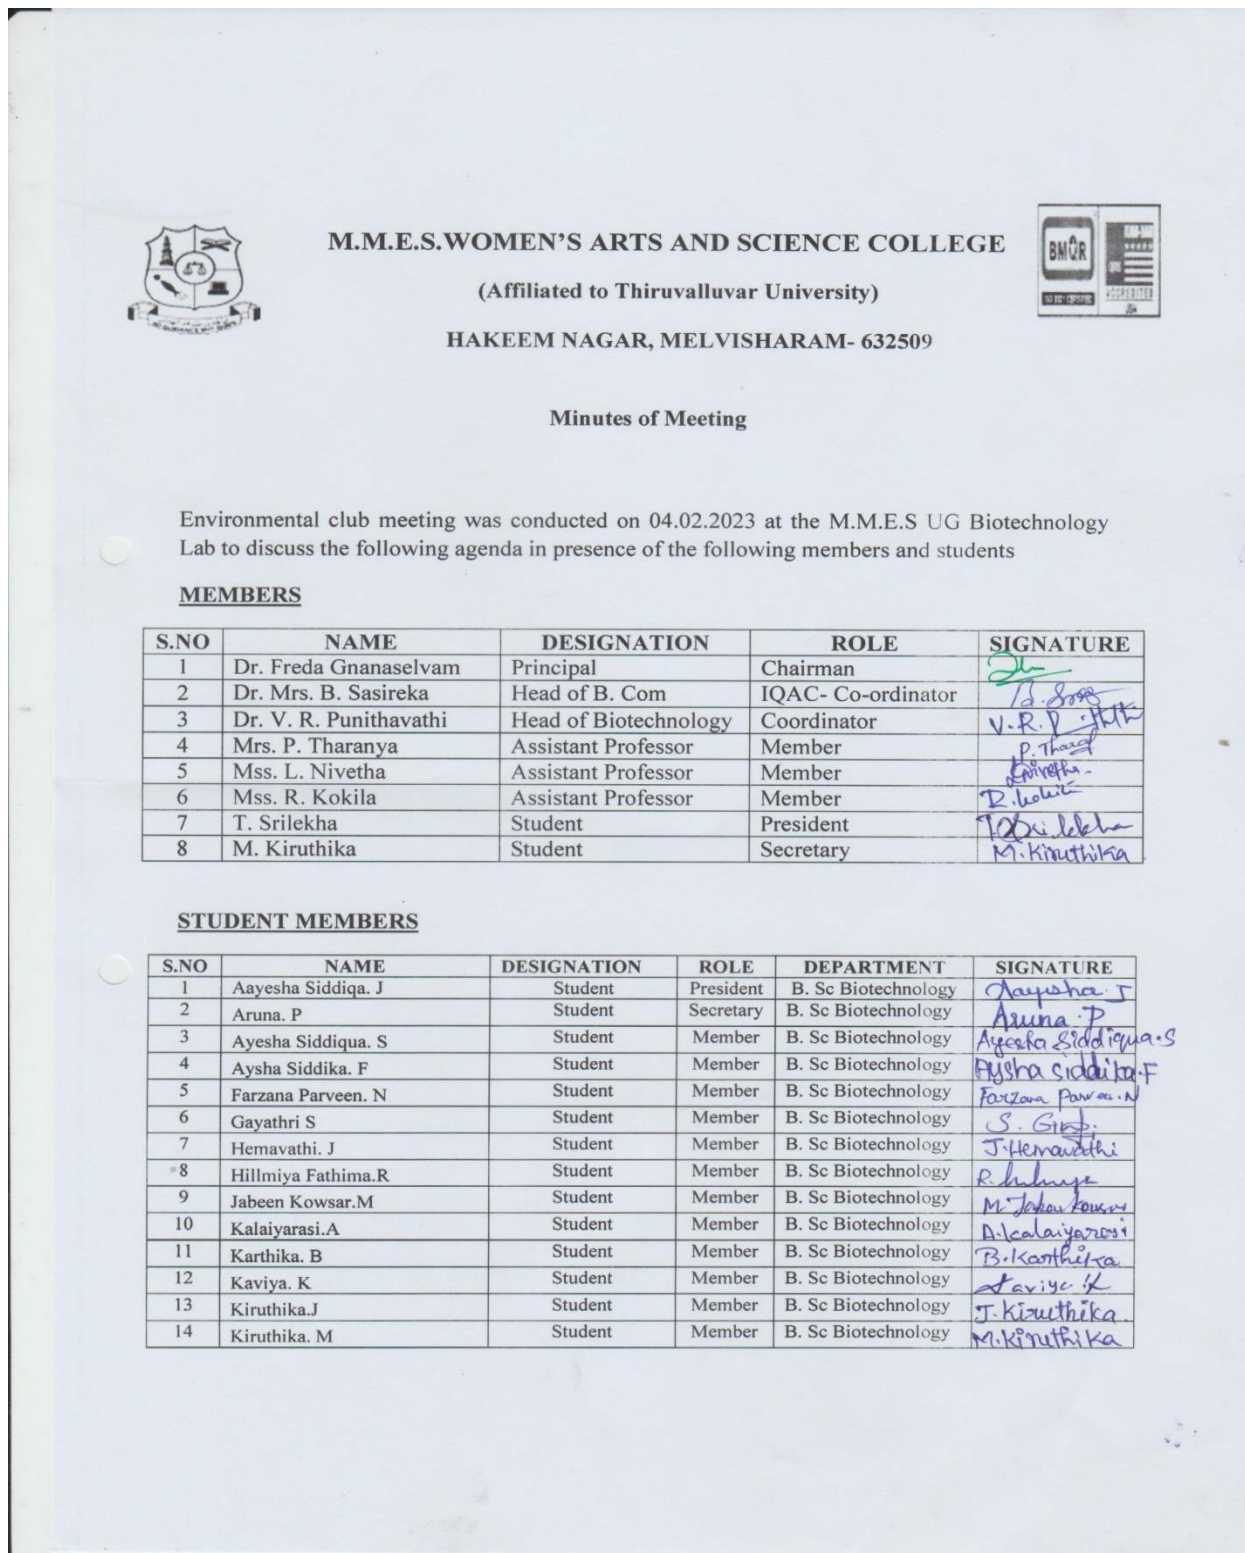 M.M.E.S.WOMEN'S ARTS AND SCIENCE COLLEGE
(Affiliated to Thiruvalluvar University)
HAKEEM NAGAR, MELVISHARAM- 632509
BMQR
ACCREDITED
Minutes of Meeting
Environmental club meeting was conducted on 04.02.2023 at the M.M.E.S UG Biotechnology
Lab to discuss the following agenda in presence of the following members and students
MEMBERS
S.NO NAME DESIGNATION ROLE SIGNATURE
1 Dr. Freda Gnanaselvam Principal Chairman
2 Dr. Mrs. B. Sasireka Head of B. Com IQAC- Co-ordinator
3 Dr. V. R. Punithavathi Head of Biotechnology Coordinator V.R.P
4 Mrs. P. Tharanya Assistant Professor Member
5 Mss. L. Nivetha Assistant Professor Member
6 Mss. R. Kokila Assistant Professor Member
7 T. Srilekha Student President
8 M. Kiruthika Student Secretary M.Kiruthika
STUDENT MEMBERS
S.NO NAME DESIGNATION ROLE DEPARTMENT SIGNATURE
1 Aayesha Siddiqa. J Student President B. Sc Biotechnology Aayesha.J
2 Aruna. P Student Secretary B. Sc Biotechnology Aruna.P
3 Ayesha Siddiqua. S Student Member B. Sc Biotechnology Ayesha Siddiqua.S
4 Aysha Siddika. F Student Member B. Sc Biotechnology Aysha siddika.F
5 Farzana Parveen. N Student Member B. Sc Biotechnology Farzana Parveen.N
6 Gayathri S Student Member B. Sc Biotechnology
7 Hemavathi. J Student Member B. Sc Biotechnology J.Hemavathi
8 Hillmiya Fathima.R Student Member B. Sc Biotechnology
9 Jabeen Kowsar.M Student Member B. Sc Biotechnology
10 Kalaiyarasi.A Student Member B. Sc Biotechnology A.kalaiyarasi
11 Karthika. B Student Member B. Sc Biotechnology B.Karthika
12 Kaviya. K Student Member B. Sc Biotechnology Kaviya.K
13 Kiruthika.J Student Member B. Sc Biotechnology J.Kiruthika
14 Kiruthika. M Student Member B. Sc Biotechnology M.Kiruthika